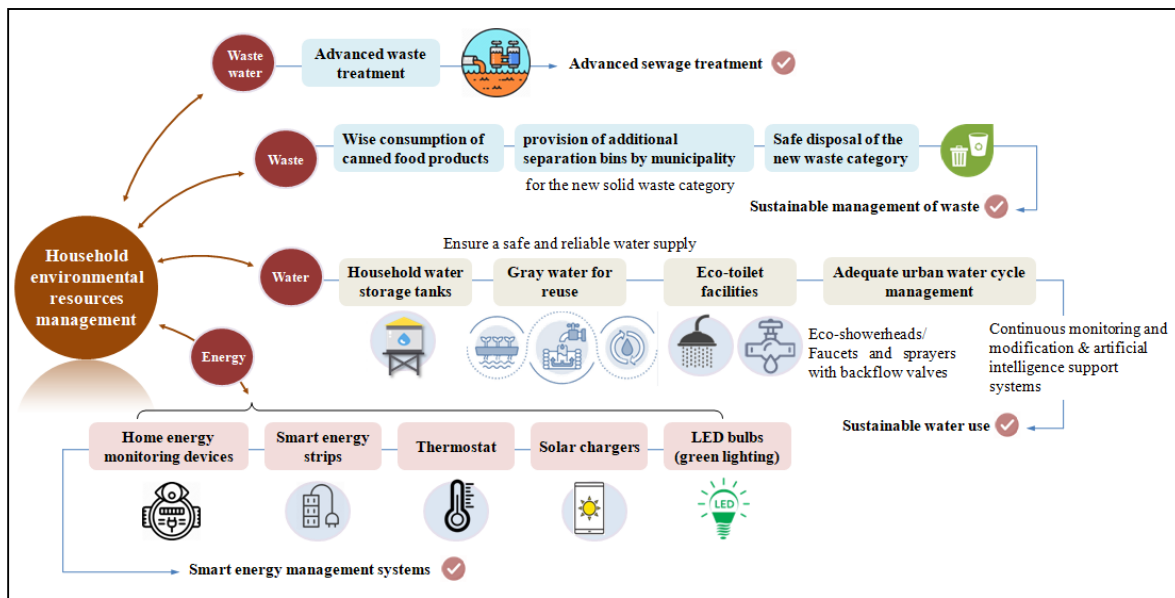 Waste
water
Advanced waste
treatment
Advanced sewage treatment
Waste
Wise consumption of
canned food products
provision of additional
separation bins by municipality
for the new solid waste category
Safe disposal of the
new waste category
Sustainable management of waste
Household
environmental
resources
management
Ensure a safe and reliable water supply
Water
Household water
storage tanks
Gray water for
reuse
Eco-toilet
facilities
Adequate urban water cycle
management
Eco-showerheads/
Faucets and sprayers
with backflow valves
Continuous monitoring and
modification & artificial
intelligence support
systems
Sustainable water use
Energy
Home energy
monitoring devices
Smart energy
strips
Thermostat
Solar chargers
LED bulbs
(green lighting)
LED
Smart energy management systems